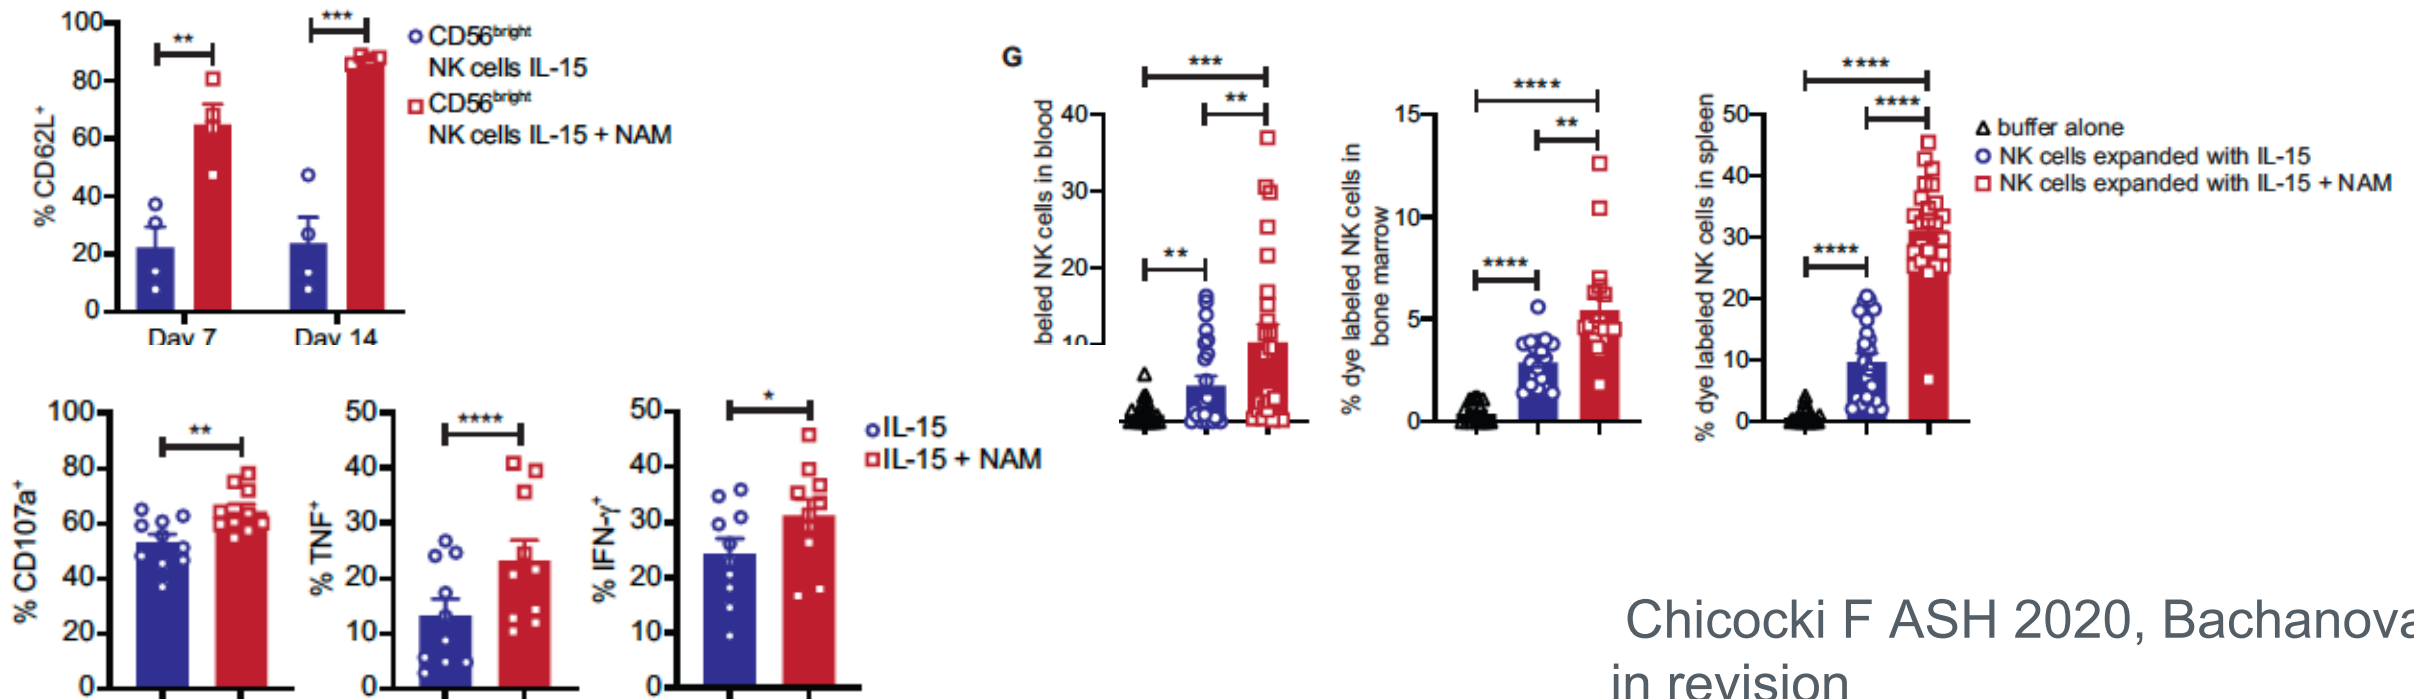 100
80
60
40
20
0
% CD62L+
**
***
Day 7
Day 14
CD56bright
NK cells IL-15
CD56bright
NK cells IL-15 + NAM
100
80
60
40
20
0
% CD107a+
**
50
40
30
20
10
0
% TNF+
****
50
40
30
20
10
0
% IFN-γ+
*
IL-15
IL-15 + NAM
G
40
30
20
10
beled NK cells in blood
***
**
**
15
10
5
0
% dye labeled NK cells in
bone marrow
****
**
****
50
40
30
20
10
0
% dye labeled NK cells in spleen
****
****
****
buffer alone
NK cells expanded with IL-15
NK cells expanded with IL-15 + NAM
Chicocki F ASH 2020, Bachanova
in revision